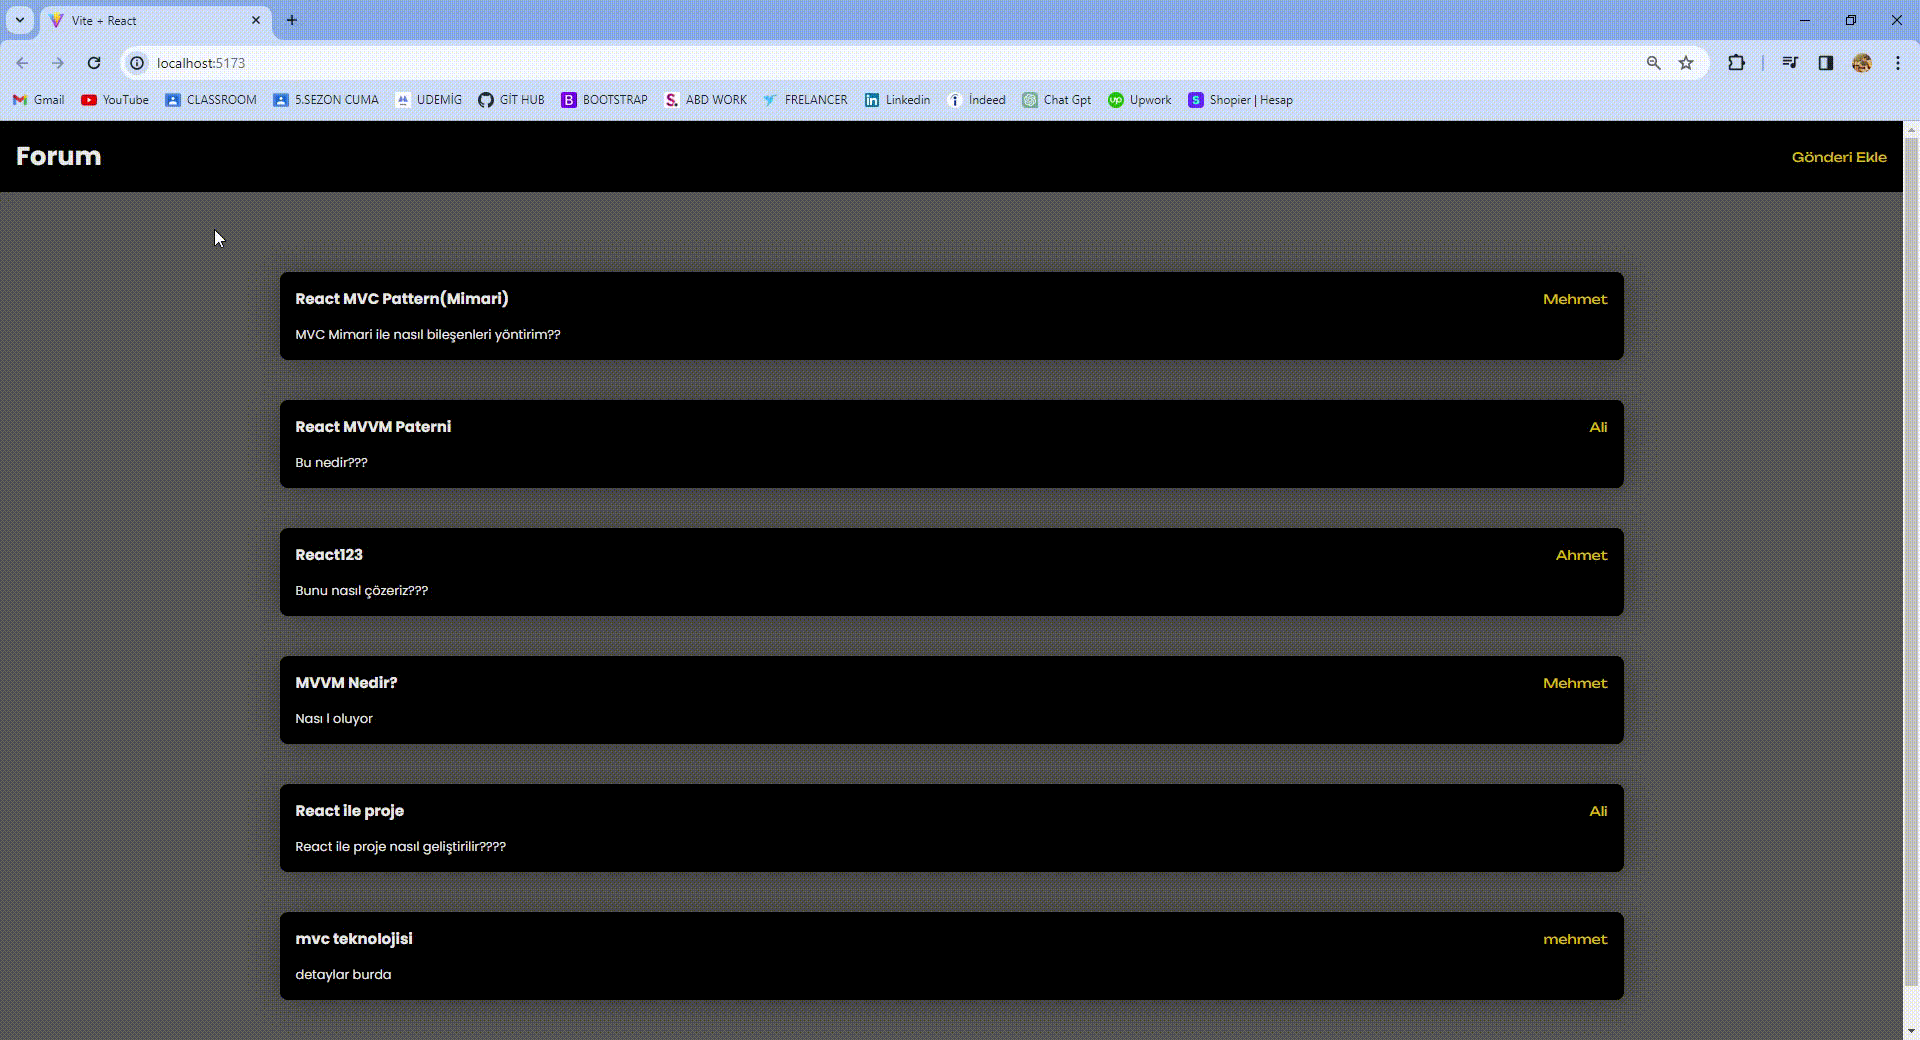 Vite + React
localhost:5173
Gmail YouTube CLASSROOM 5.SEZON CUMA UDEMİG GİT HUB BOOTSTRAP ABD WORK FRELANCER Linkedin İndeed Chat Gpt Upwork Shopier | Hesap
Forum Gönderi Ekle
React MVC Pattern(Mimari) Mehmet
MVC Mimari ile nasıl bileşenleri yöntirim??
React MVVM Paterni Ali
Bu nedir???
React123 Ahmet
Bunu nasıl çözeriz???
MVVM Nedir? Mehmet
Nası l oluyor
React ile proje Ali
React ile proje nasıl geliştirilir????
mvc teknolojisi mehmet
detaylar burda